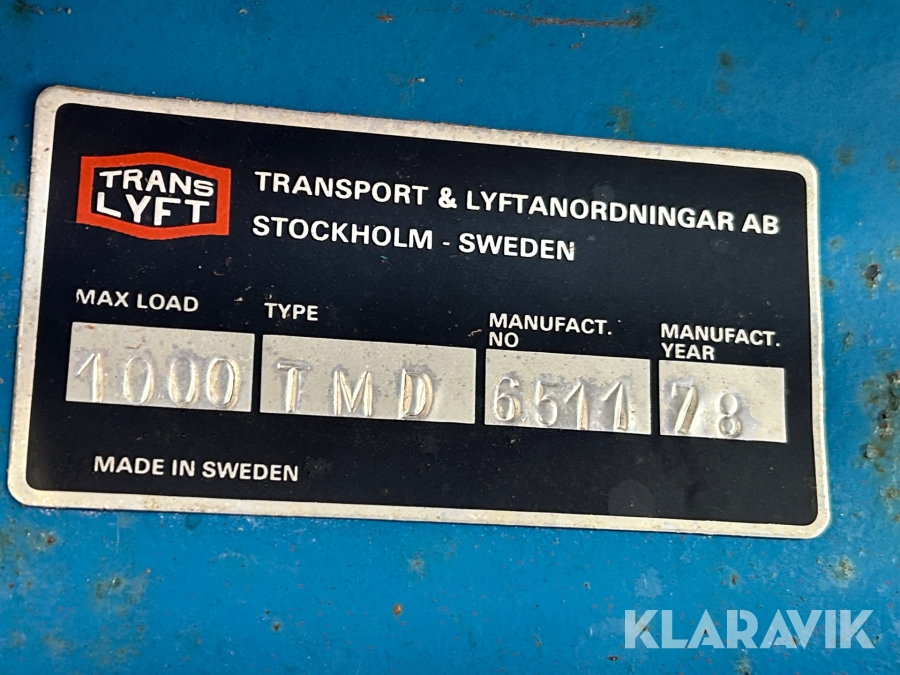 TRANS
LYFT
TRANSPORT & LYFTANORDNINGAR AB
STOCKHOLM - SWEDEN
MAX LOAD
TYPE
MANUFACT.
NO
MANUFACT.
YEAR
1000
TMD
6511
78
MADE IN SWEDEN
KLARAVIK